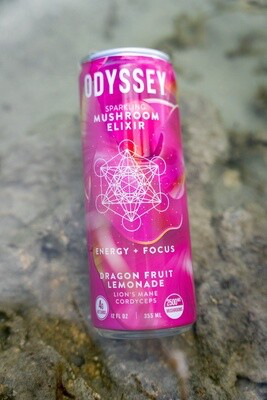 ODYSSEY
SPARKLING
MUSHROOM
ELIXIR
ENERGY + FOCUS
DRAGON FRUIT
LEMONADE
LION'S MANE
CORDYCEPS
12 FL OZ | 355 ML